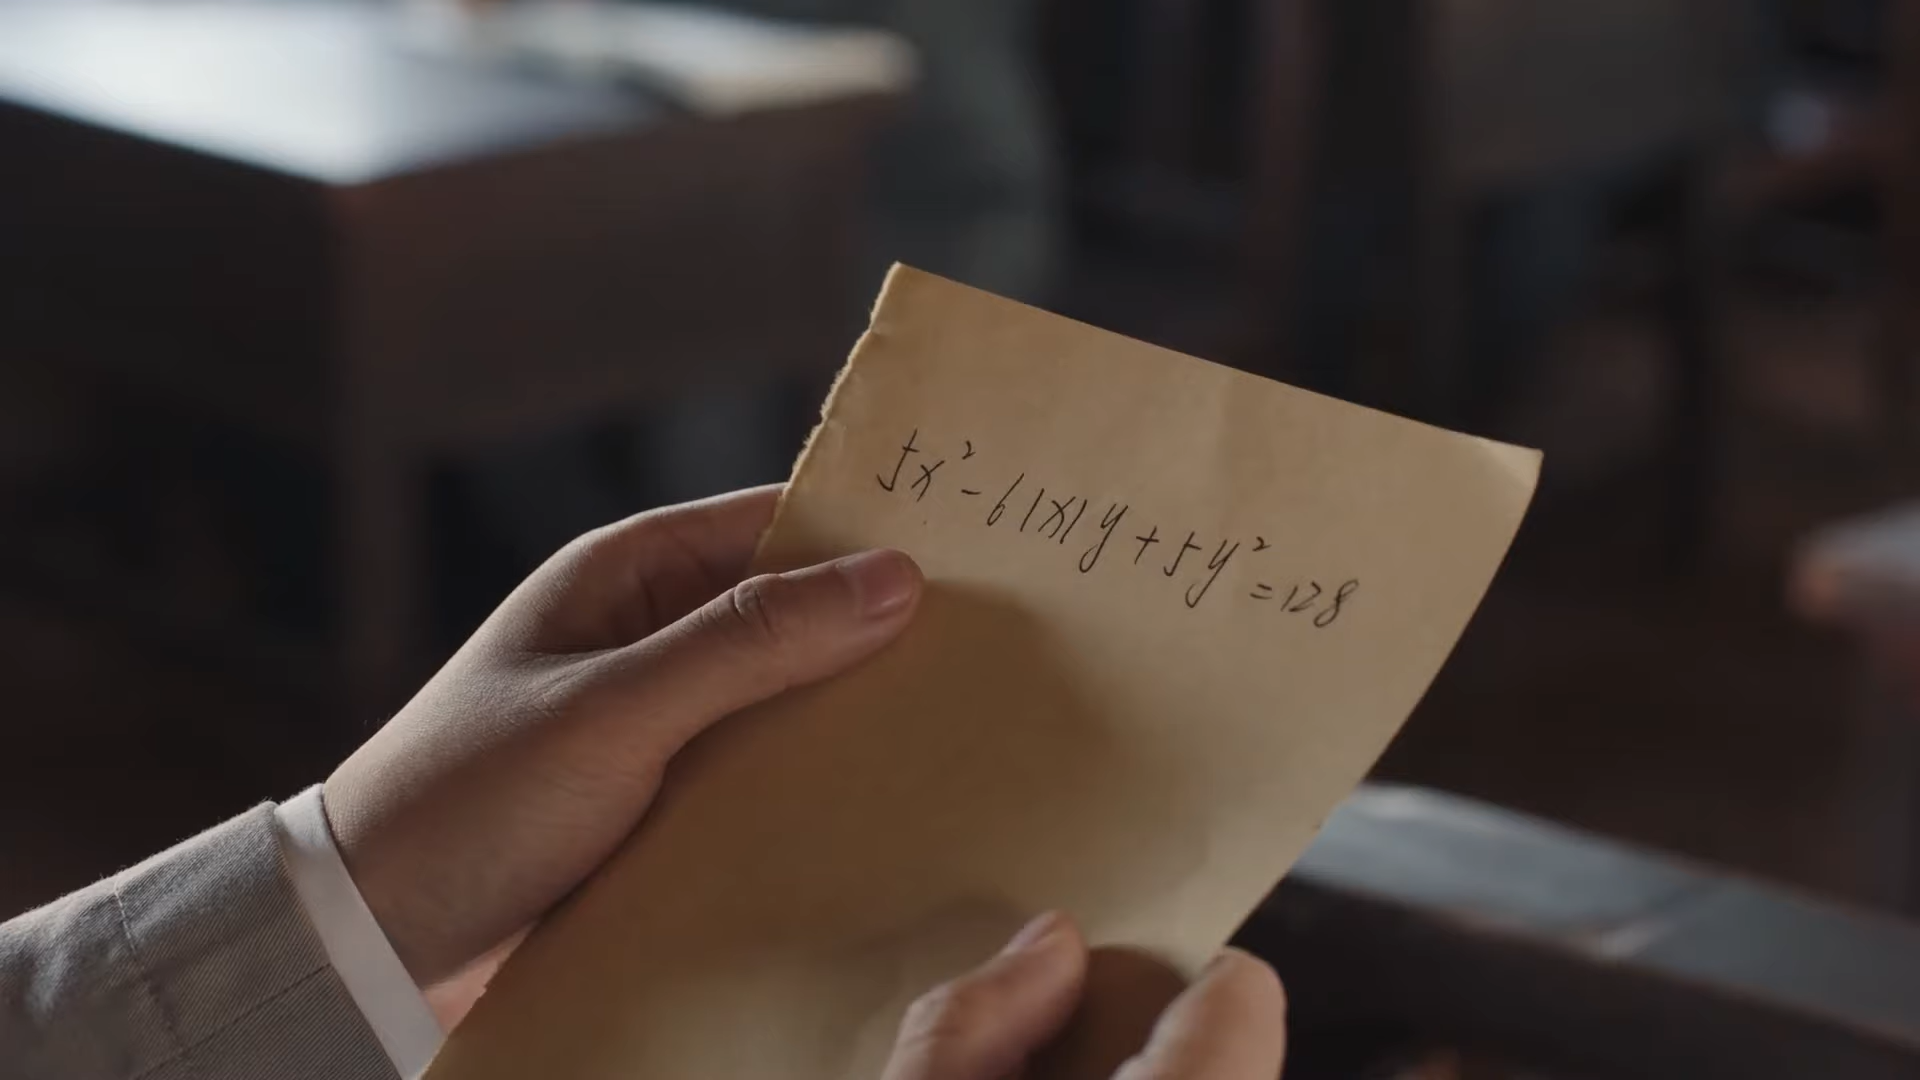 5x² - 6|x|y + 5y² = 128